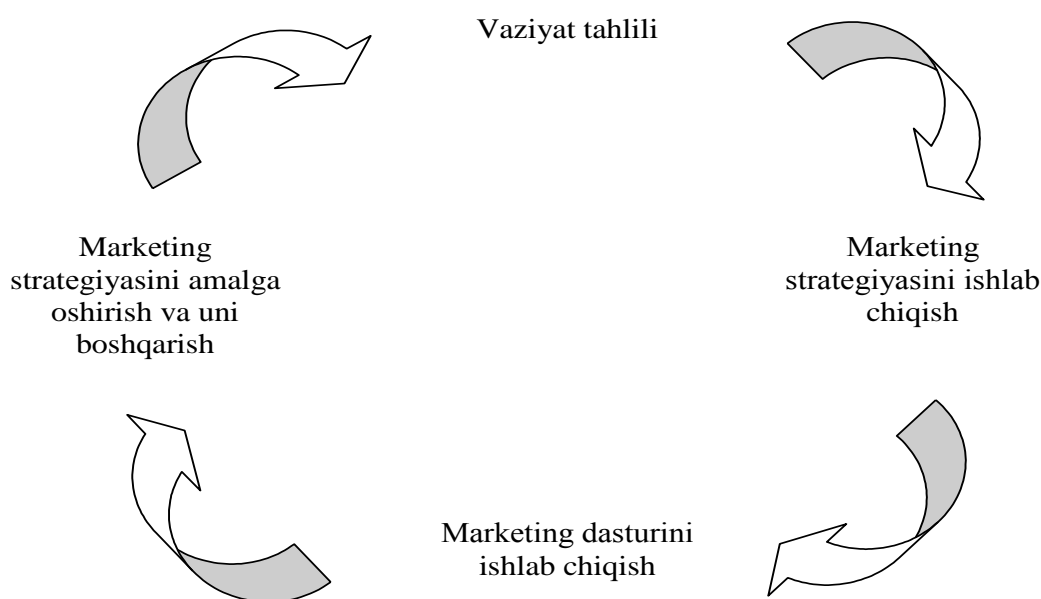 Vaziyat tahlili
Marketing
strategiyasini amalga
oshirish va uni
boshqarish
Marketing
strategiyasini ishlab
chiqish
Marketing dasturini
ishlab chiqish